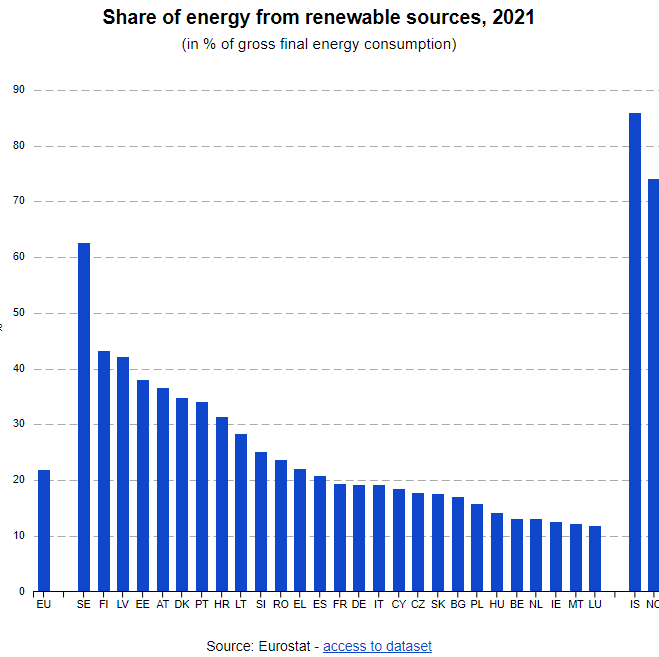 Share of energy from renewable sources, 2021
(in % of gross final energy consumption)
90
80
70
60
50
40
30
20
10
0
EU SE FI LV EE AT DK PT HR LT SI RO EL ES FR DE IT CY CZ SK BG PL HU BE NL IE MT LU IS
Source: Eurostat - access to dataset